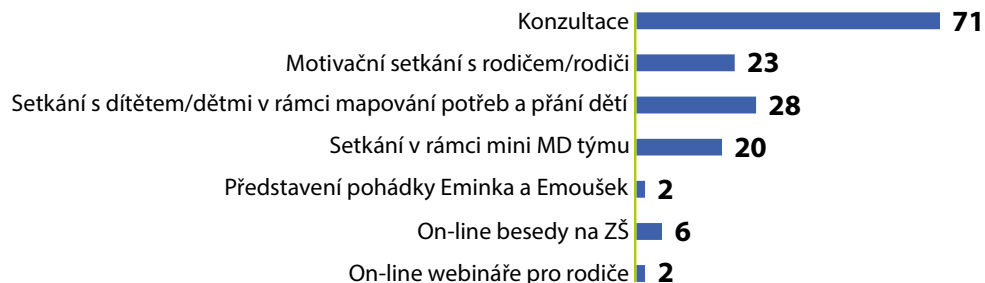 Konzultace 71
Motivační setkání s rodičem/rodiči 23
Setkání s dítětem/dětmi v rámci mapování potřeb a přání dětí 28
Setkání v rámci mini MD týmu 20
Představení pohádky Eminka a Emoušek 2
On-line besedy na ZŠ 6
On-line webináře pro rodiče 2